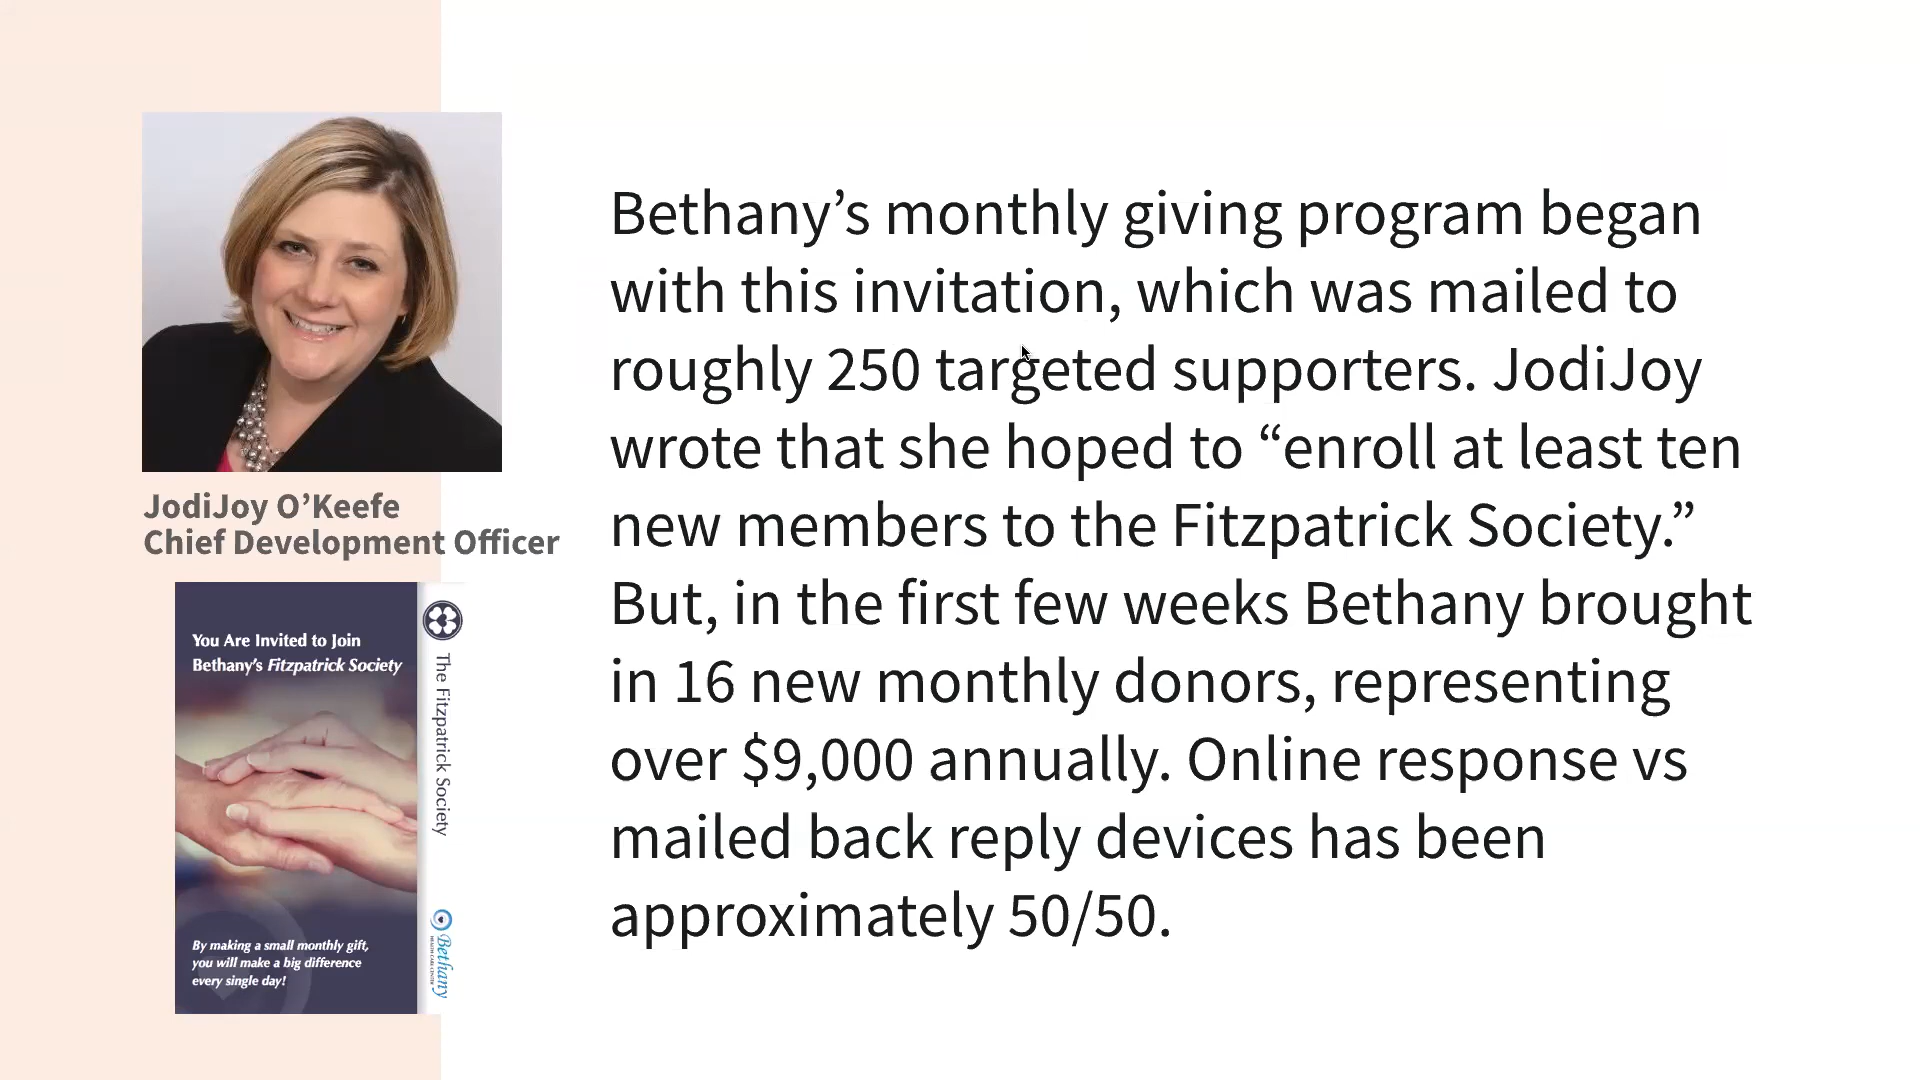 Bethany’s monthly giving program began
with this invitation, which was mailed to
roughly 250 targeted supporters. JodiJoy
wrote that she hoped to “enroll at least ten
new members to the Fitzpatrick Society.”
But, in the first few weeks Bethany brought
in 16 new monthly donors, representing
over $9,000 annually. Online response vs
mailed back reply devices has been
approximately 50/50.
JodiJoy O’Keefe
Chief Development Officer
You Are Invited to Join
Bethany’s Fitzpatrick Society
By making a small monthly gift,
you will make a big difference
every single day!
The Fitzpatrick Society
Bethany
HEALTH CARE CENTER